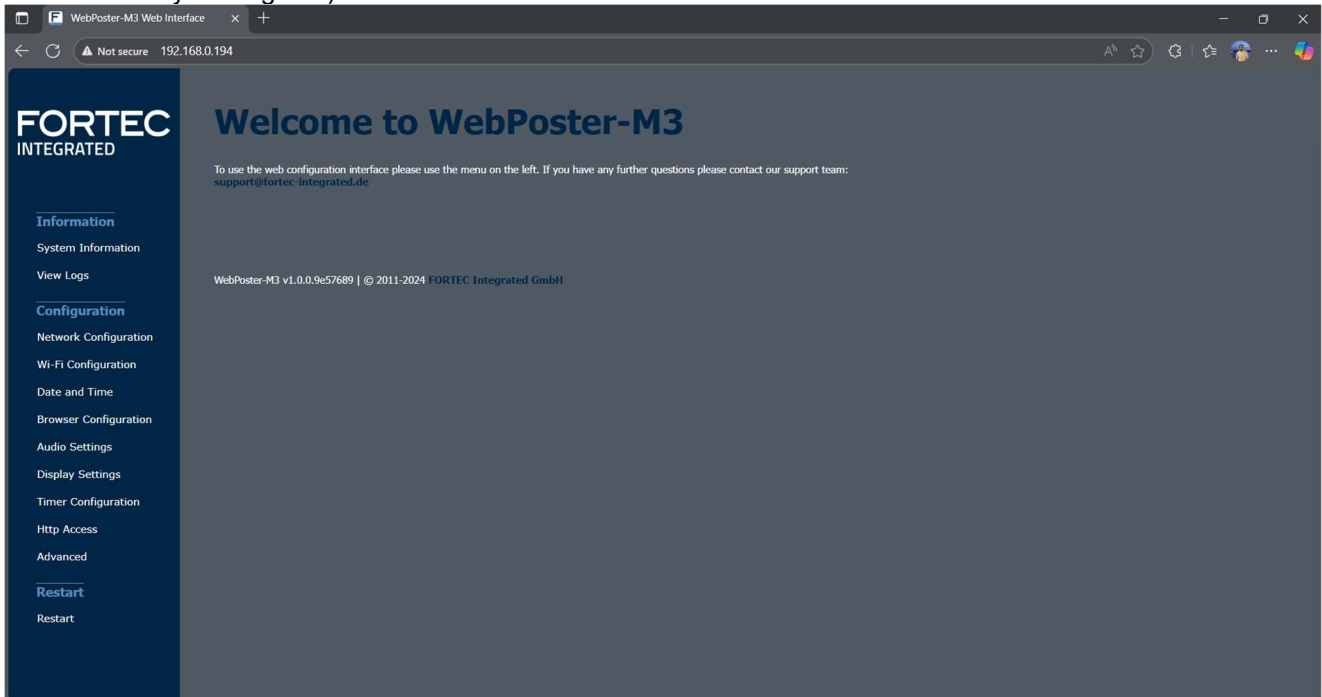 WebPoster-M3 Web Interface
Not secure 192.168.0.194
FORTEC
INTEGRATED
Information
System Information
View Logs
Configuration
Network Configuration
Wi-Fi Configuration
Date and Time
Browser Configuration
Audio Settings
Display Settings
Timer Configuration
Http Access
Advanced
Restart
Restart
Welcome to WebPoster-M3
To use the web configuration interface please use the menu on the left. If you have any further questions please contact our support team:
support@fortec-integrated.de
WebPoster-M3 v1.0.0.9e57689 | © 2011-2024 FORTEC Integrated GmbH